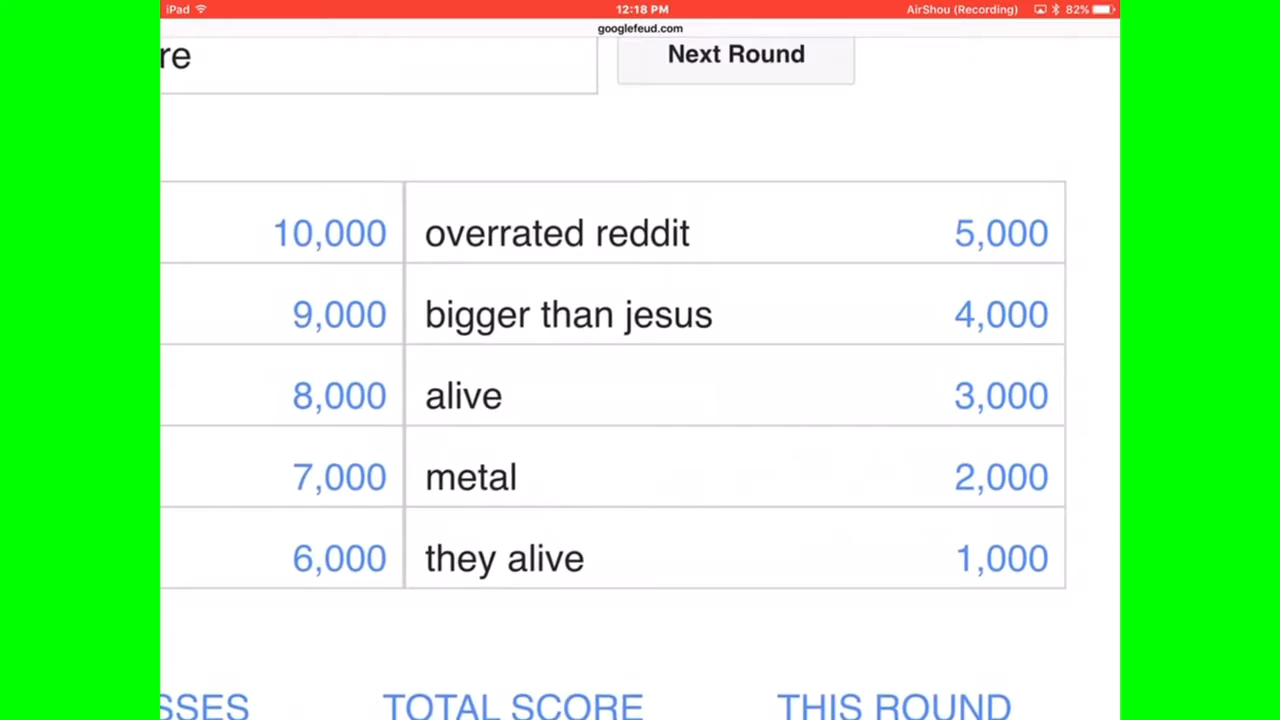 iPad 12:18 PM AirShou (Recording) 82%
googlefeud.com
re Next Round
10,000 overrated reddit 5,000
9,000 bigger than jesus 4,000
8,000 alive 3,000
7,000 metal 2,000
6,000 they alive 1,000
SSES TOTAL SCORE THIS ROUND